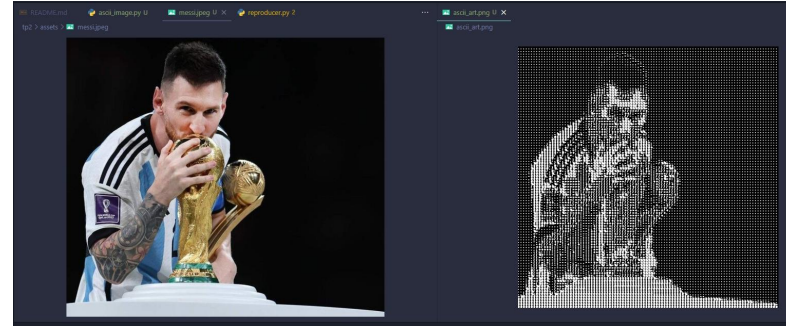 README.md ascii_image.py U messi.jpeg U × reproducer.py 2 ··· ascii_art.png U ×
tp2 > assets > messi.jpeg ascii_art.png